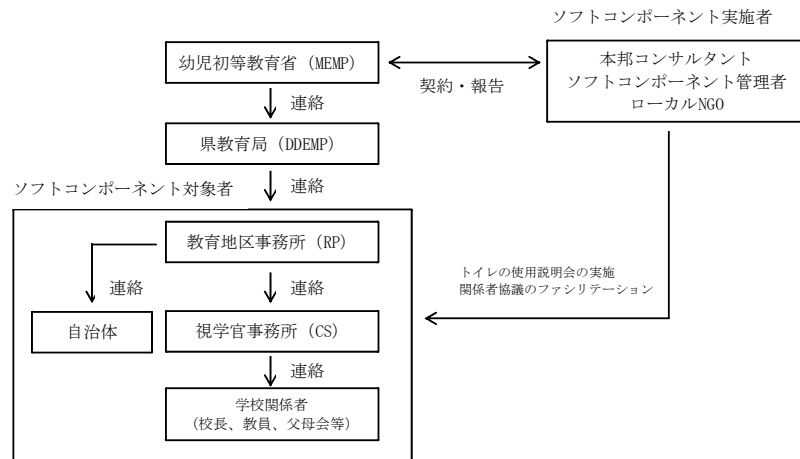 ソフトコンポーネント実施者
幼児初等教育省(MEMP)
本邦コンサルタント
ソフトコンポーネント管理者
ローカルNGO
契約・報告
連絡
県教育局(DDEMP)
ソフトコンポーネント対象者
連絡
教育地区事務所(RP)
トイレの使用説明会の実施
関係者協議のファシリテーション
連絡
連絡
自治体
視学官事務所(CS)
連絡
学校関係者
(校長、教員、父母会等)